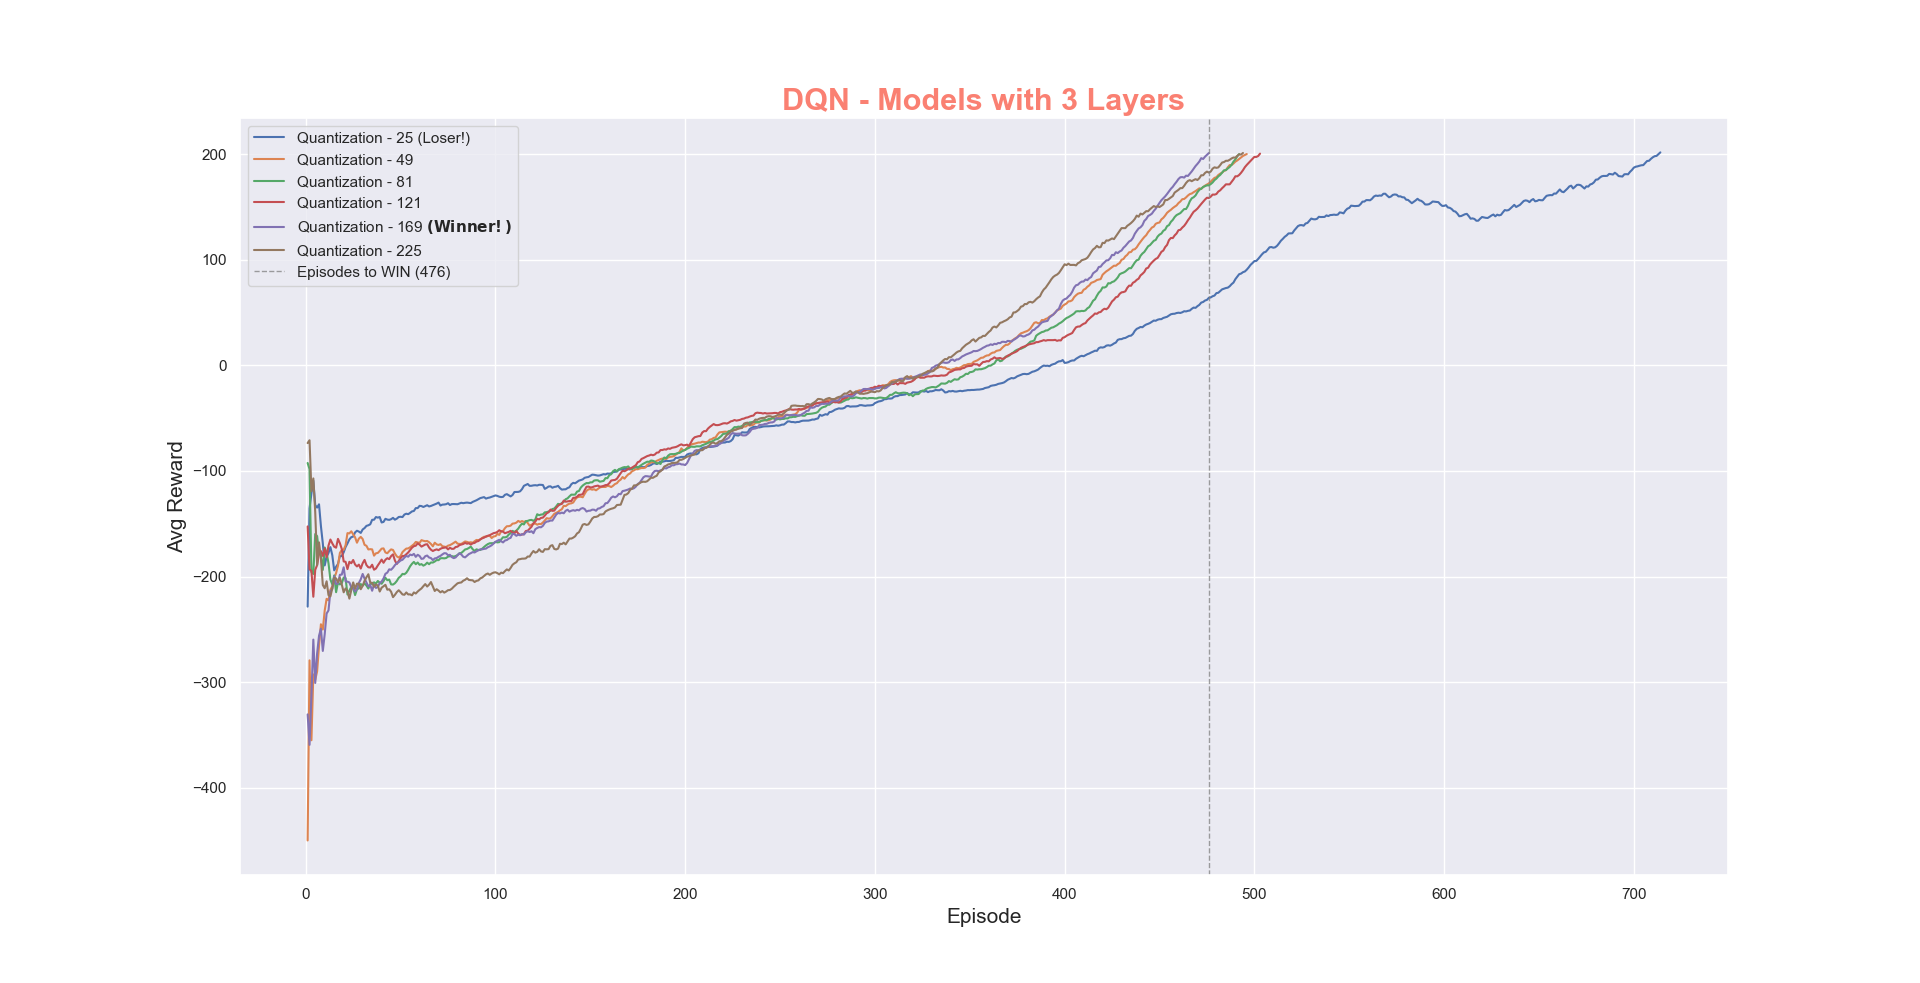 DQN - Models with 3 Layers
Quantization - 25 (Loser!)
Quantization - 49
Quantization - 81
Quantization - 121
Quantization - 169 (Winner! )
Quantization - 225
Episodes to WIN (476)
200
100
0
−100
−200
−300
−400
Avg Reward
0 100 200 300 400 500 600 700
Episode